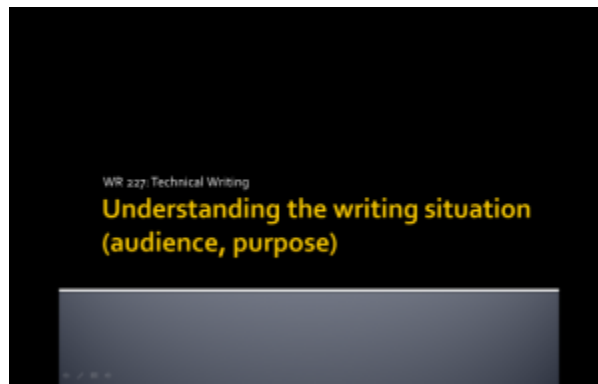 WR 227: Technical Writing
Understanding the writing situation
(audience, purpose)